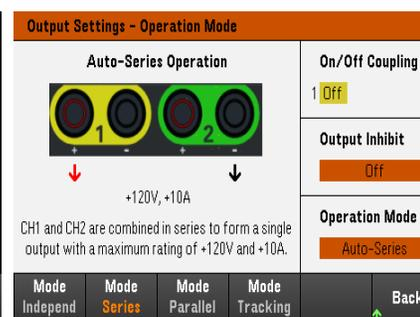 Output Settings - Operation Mode
Auto-Series Operation
1 2
+ - + -
+120V, +10A
CH1 and CH2 are combined in series to form a single
output with a maximum rating of +120V and +10A.
On/Off Coupling
1 Off
Output Inhibit
Off
Operation Mode
Auto-Series
Mode
Independ
Mode
Series
Mode
Parallel
Mode
Tracking
Back